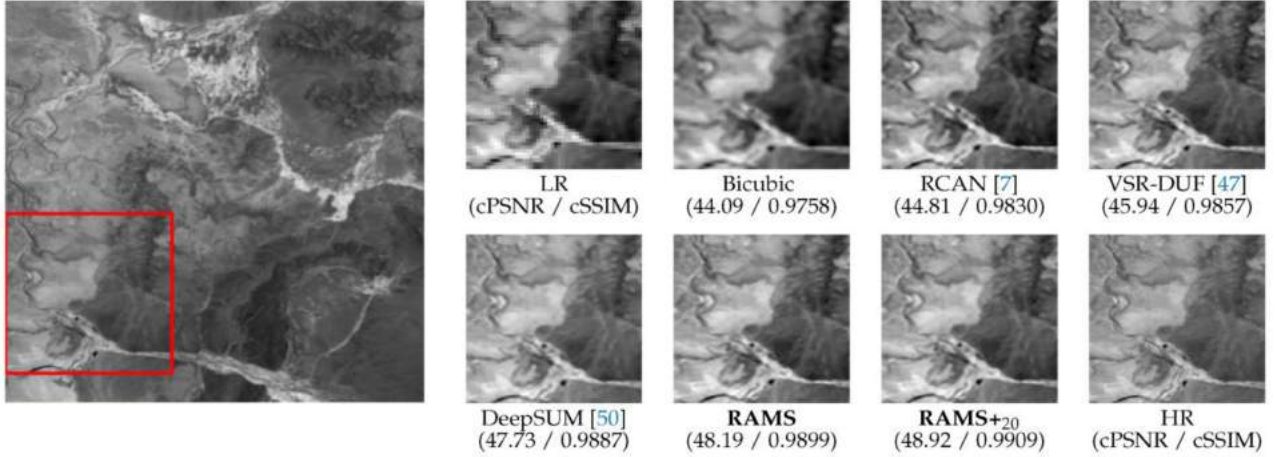 LR
(cPSNR / cSSIM)
Bicubic
(44.09 / 0.9758)
RCAN [7]
(44.81 / 0.9830)
VSR-DUF [47]
(45.94 / 0.9857)
DeepSUM [50]
(47.73 / 0.9887)
RAMS
(48.19 / 0.9899)
RAMS+20
(48.92 / 0.9909)
HR
(cPSNR / cSSIM)